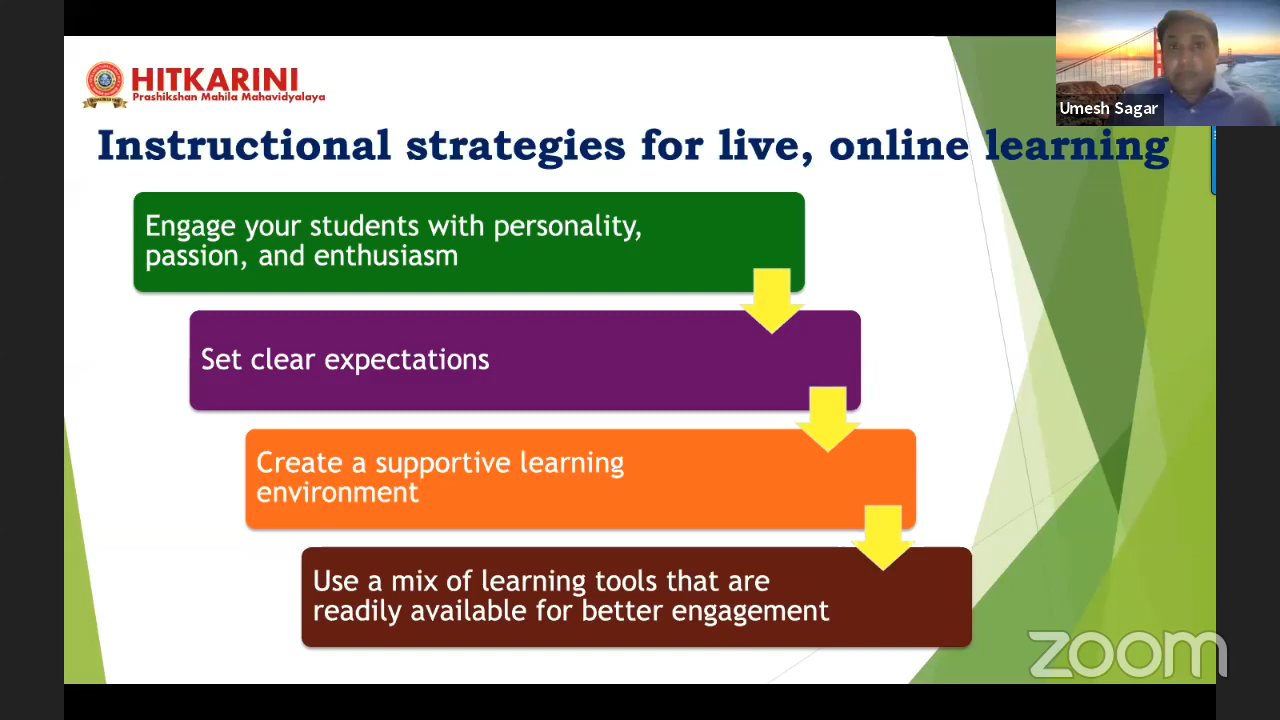 HITKARINI
Prashikshan Mahila Mahavidyalaya
Umesh Sagar
Instructional strategies for live, online learning
Engage your students with personality,
passion, and enthusiasm
Set clear expectations
Create a supportive learning
environment
Use a mix of learning tools that are
readily available for better engagement
zoom